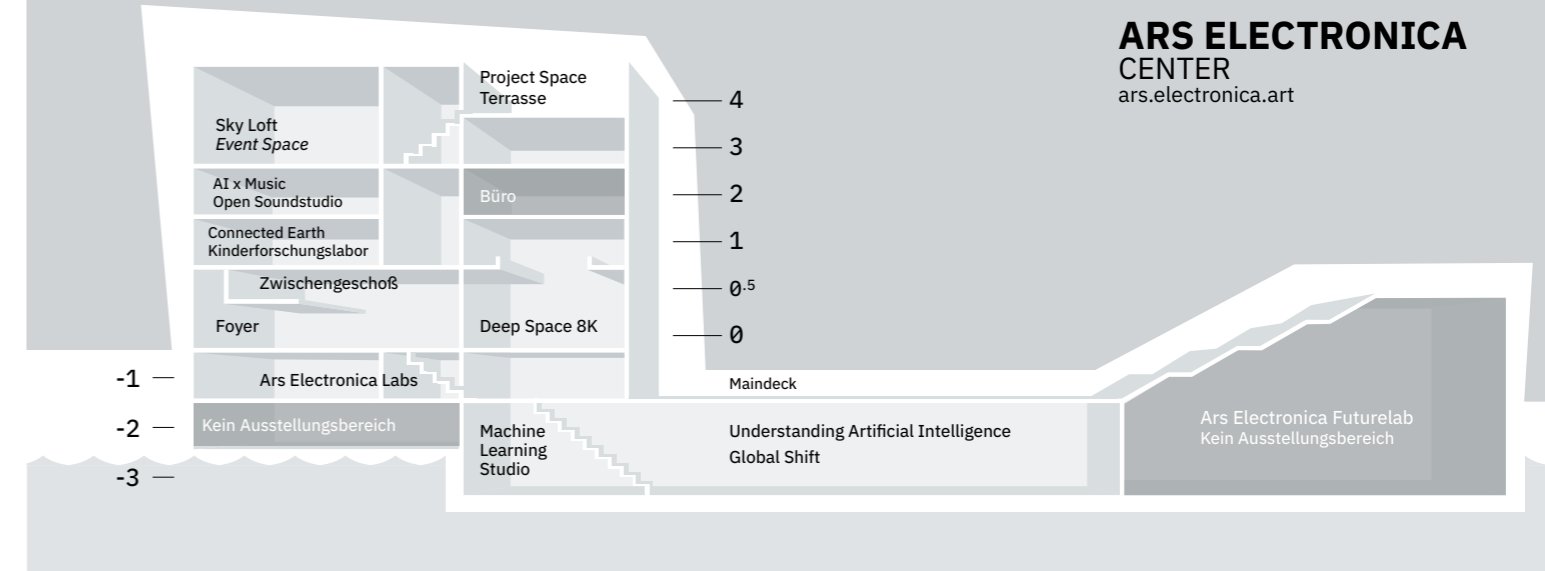 ARS ELECTRONICA
CENTER
ars.electronica.art
Project Space
Terrasse
4
Sky Loft
Event Space
3
AI x Music
Open Soundstudio
Büro
2
Connected Earth
Kinderforschungslabor
1
Zwischengeschoß
0.5
Foyer
Deep Space 8K
0
-1
Ars Electronica Labs
Maindeck
-2
Kein Ausstellungsbereich
Machine
Learning
Studio
Understanding Artificial Intelligence
Global Shift
Ars Electronica Futurelab
Kein Ausstellungsbereich
-3